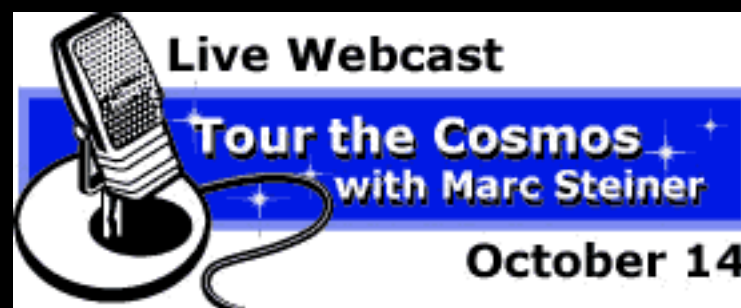 Live Webcast
Tour the Cosmos
with Marc Steiner
October 14